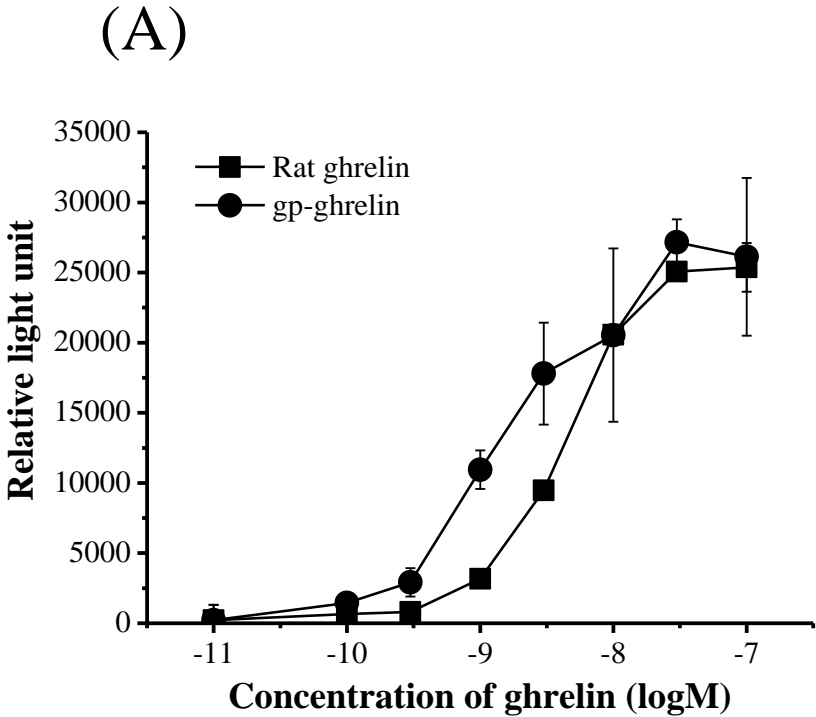 (A)
35000
30000
25000
20000
15000
10000
5000
0
Relative light unit
Rat ghrelin
gp-ghrelin
-11 -10 -9 -8 -7
Concentration of ghrelin (logM)